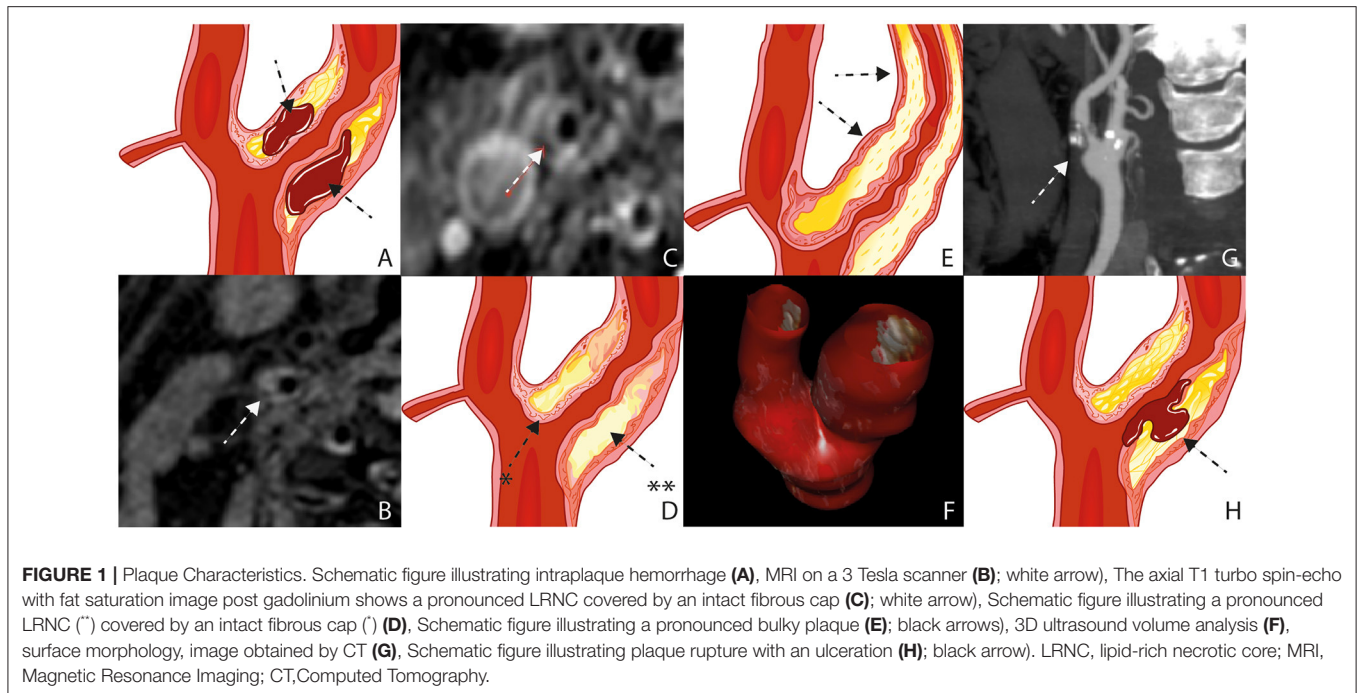 A
C
E
G
*
**
B
D
F
H
FIGURE 1 | Plaque Characteristics. Schematic figure illustrating intraplaque hemorrhage (A), MRI on a 3 Tesla scanner (B); white arrow), The axial T1 turbo spin-echo
with fat saturation image post gadolinium shows a pronounced LRNC covered by an intact fibrous cap (C); white arrow), Schematic figure illustrating a pronounced
LRNC (**) covered by an intact fibrous cap (*) (D), Schematic figure illustrating a pronounced bulky plaque (E); black arrows), 3D ultrasound volume analysis (F),
surface morphology, image obtained by CT (G), Schematic figure illustrating plaque rupture with an ulceration (H); black arrow). LRNC, lipid-rich necrotic core; MRI,
Magnetic Resonance Imaging; CT,Computed Tomography.